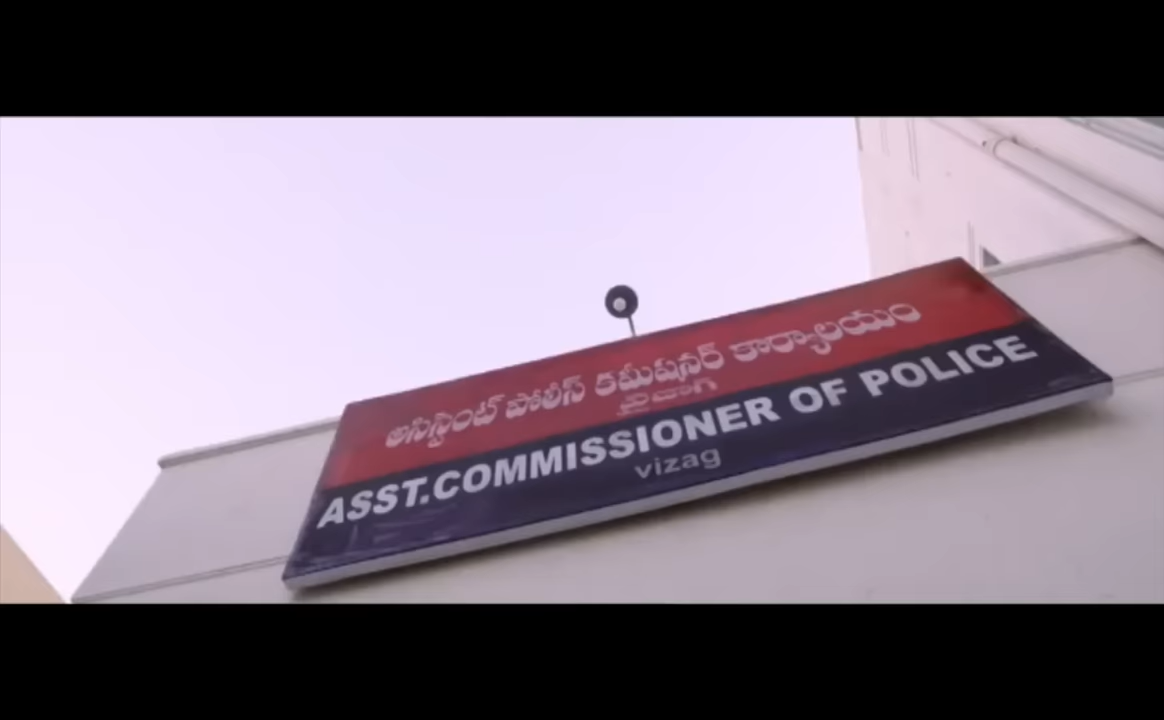 అసిస్టెంట్ పోలీస్ కమీషనర్ కార్యాలయం
వైజాగ్
ASST.COMMISSIONER OF POLICE
vizag